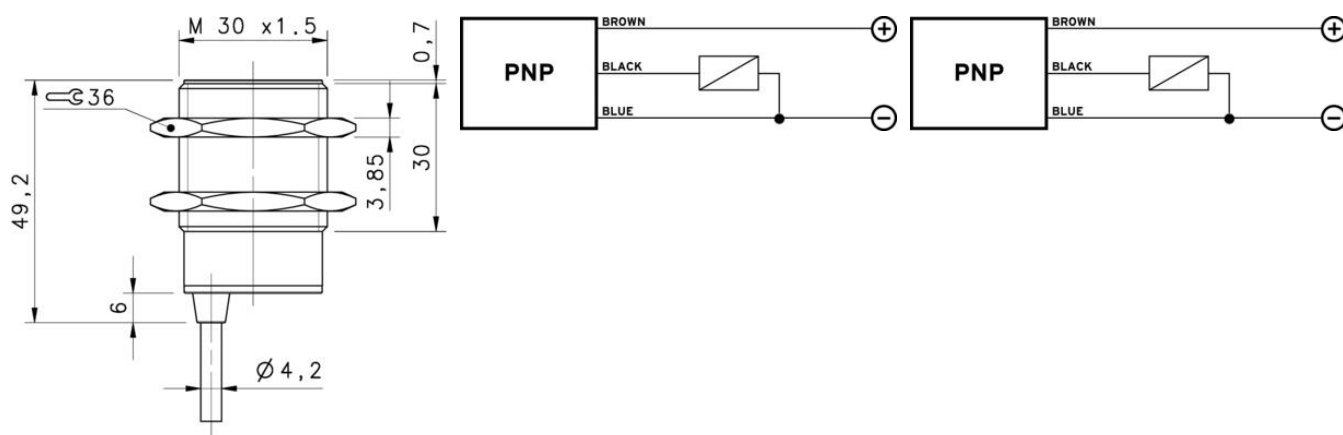 M 30 x1.5
0,7
36
49,2
3,85
30
6
Ø4,2
BROWN
PNP
BLACK
BLUE
BROWN
PNP
BLACK
BLUE